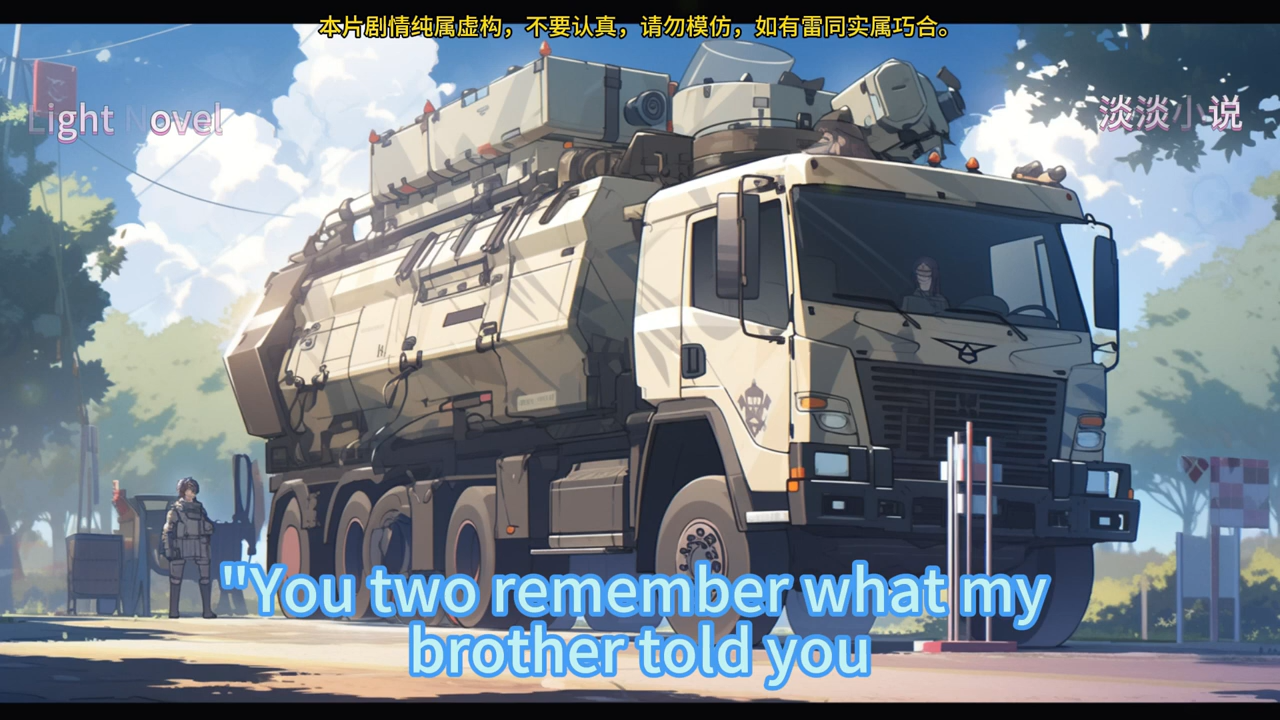 本片剧情纯属虚构，不要认真，请勿模仿，如有雷同实属巧合。
Light Novel
淡淡小说
"You two remember what my
brother told you